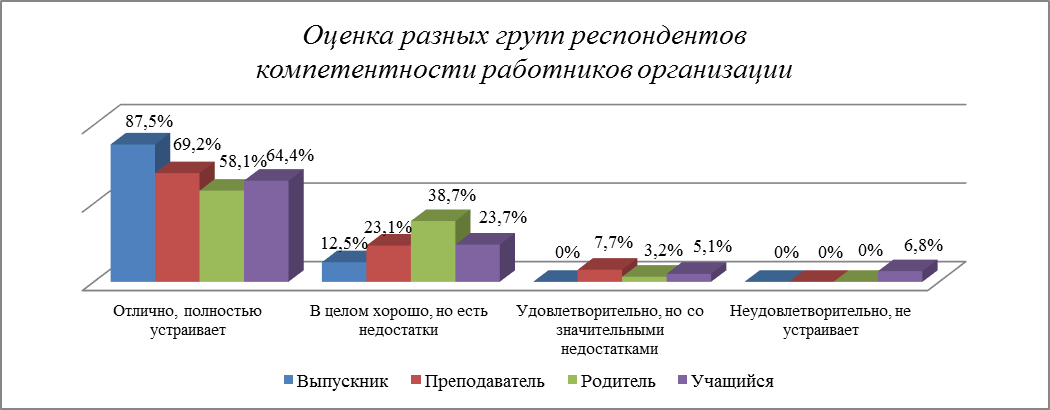 Оценка разных групп респондентов
компетентности работников организации
87,5%
69,2%
58,1%
64,4%
12,5%
23,1%
38,7%
23,7%
0%
7,7%
3,2%
5,1%
0%
0%
0%
6,8%
Отлично, полностью
устраивает
В целом хорошо, но есть
недостатки
Удовлетворительно, но со
значительными
недостатками
Неудовлетворительно, не
устраивает
Выпускник Преподаватель Родитель Учащийся